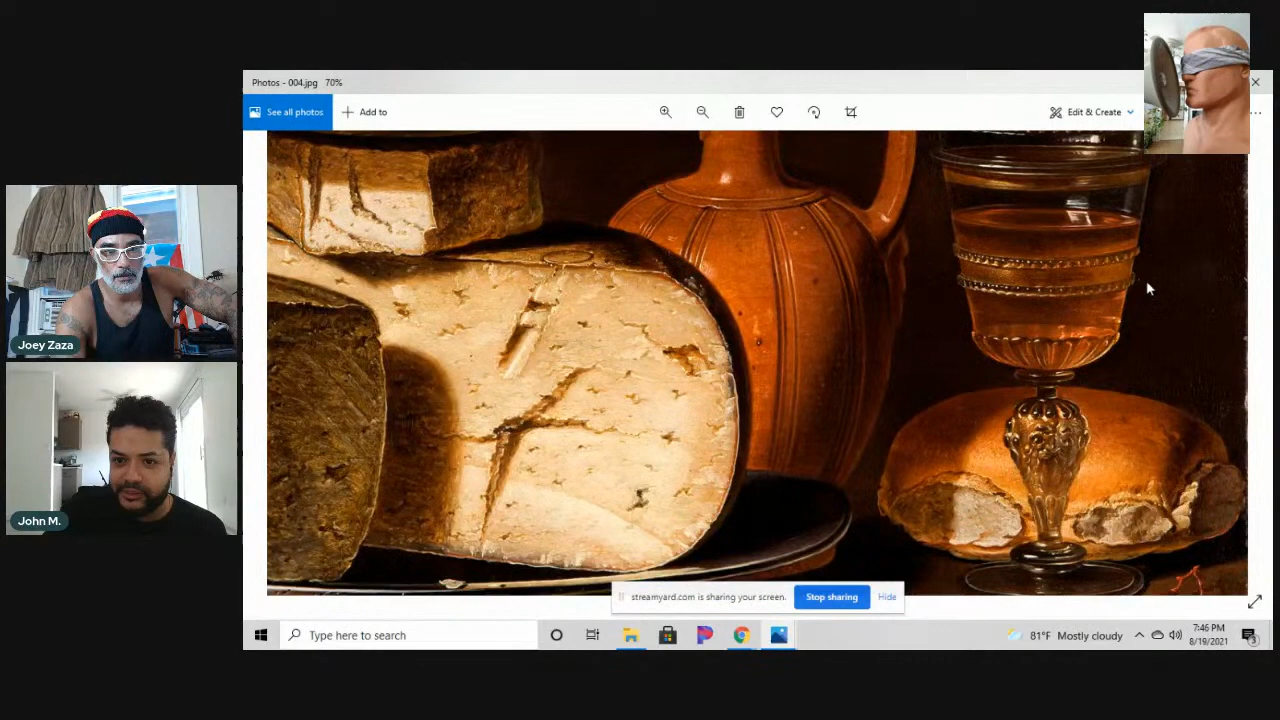 Photos - 004.jpg 70%
See all photos
Add to
Edit & Create
Joey Zaza
John M.
streamyard.com is sharing your screen.
Stop sharing
Hide
Type here to search
81°F Mostly cloudy
7:46 PM
8/19/2021
3